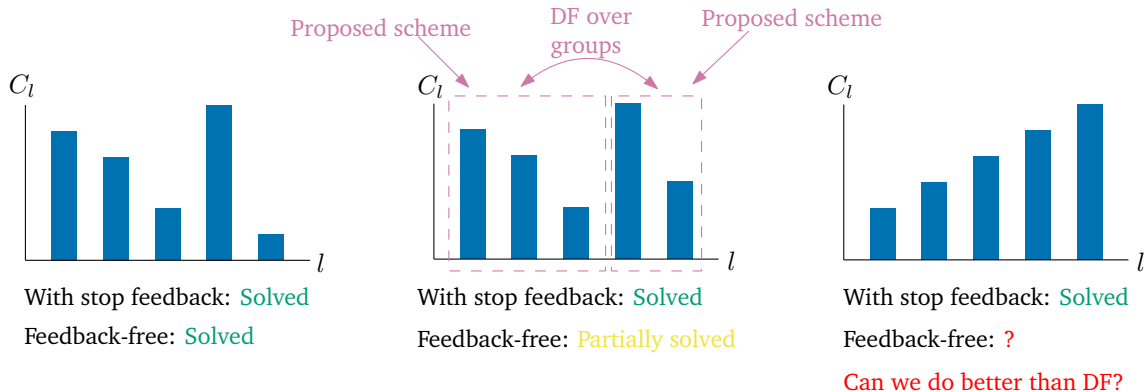 Proposed scheme
DF over
groups
Proposed scheme
C_l
l
With stop feedback: Solved
Feedback-free: Solved
C_l
l
With stop feedback: Solved
Feedback-free: Partially solved
C_l
l
With stop feedback: Solved
Feedback-free: ?
Can we do better than DF?